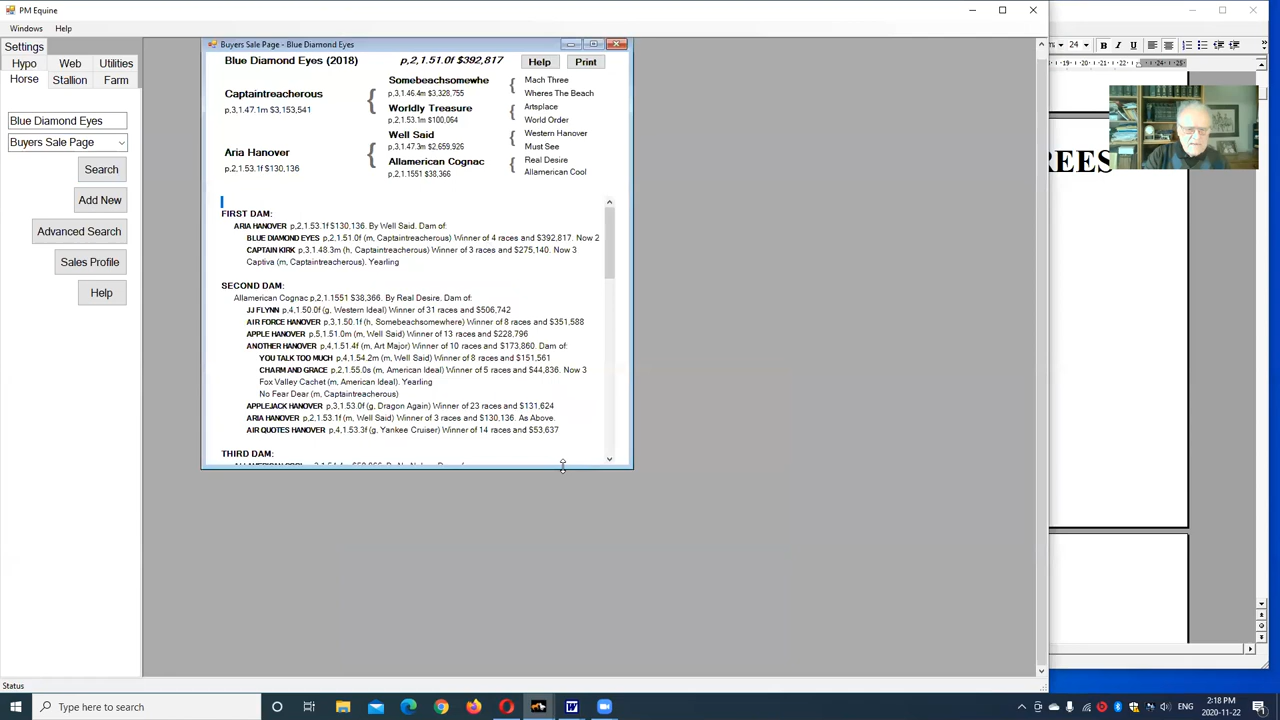 PM Equine
Windows Help
Settings
Hypo Web Utilities
Horse Stallion Farm
Blue Diamond Eyes
Buyers Sale Page
Search
Add New
Advanced Search
Sales Profile
Help
Buyers Sale Page - Blue Diamond Eyes
Blue Diamond Eyes (2018) p,2,1.51.0f $392,817 Help Print
Captaintreacherous
p,3,1.47.1m $3,153,541
Aria Hanover
p,2,1.53.1f $130,136
Somebeachsomewhe
p,3,1.46.4m $3,328,755
Worldly Treasure
p,2,1.53.1m $100,064
Well Said
p,3,1.47.3m $2,659,926
Allamerican Cognac
p,2,1.1551 $38,366
Mach Three
Wheres The Beach
Artsplace
World Order
Western Hanover
Must See
Real Desire
Allamerican Cool
FIRST DAM:
ARIA HANOVER p,2,1.53.1f $130,136. By Well Said. Dam of:
BLUE DIAMOND EYES p,2,1.51.0f (m, Captaintreacherous) Winner of 4 races and $392,817. Now 2
CAPTAIN KIRK p,3,1.48.3m (h, Captaintreacherous) Winner of 3 races and $275,140. Now 3
Captiva (m, Captaintreacherous). Yearling
SECOND DAM:
Allamerican Cognac p,2,1.1551 $38,366. By Real Desire. Dam of:
JJ FLYNN p,4,1.50.0f (g, Western Ideal) Winner of 31 races and $506,742
AIR FORCE HANOVER p,3,1.50.1f (h, Somebeachsomewhere) Winner of 8 races and $351,588
APPLE HANOVER p,5,1.51.0m (m, Well Said) Winner of 13 races and $228,796
ANOTHER HANOVER p,4,1.51.4f (m, Art Major) Winner of 10 races and $173,860. Dam of:
YOU TALK TOO MUCH p,4,1.54.2m (m, Well Said) Winner of 8 races and $151,561
CHARM AND GRACE p,2,1.55.0s (m, American Ideal) Winner of 5 races and $44,836. Now 3
Fox Valley Cachet (m, American Ideal). Yearling
No Fear Dear (m, Captaintreacherous)
APPLEJACK HANOVER p,3,1.53.0f (g, Dragon Again) Winner of 23 races and $131,624
ARIA HANOVER p,2,1.53.1f (m, Well Said) Winner of 3 races and $130,136. As Above.
AIR QUOTES HANOVER p,4,1.53.3f (g, Yankee Cruiser) Winner of 14 races and $53,637
THIRD DAM:
24
B I U
19 20 21 22 23 24 25
REES
Status
Type here to search
ENG
2:18 PM
2020-11-22